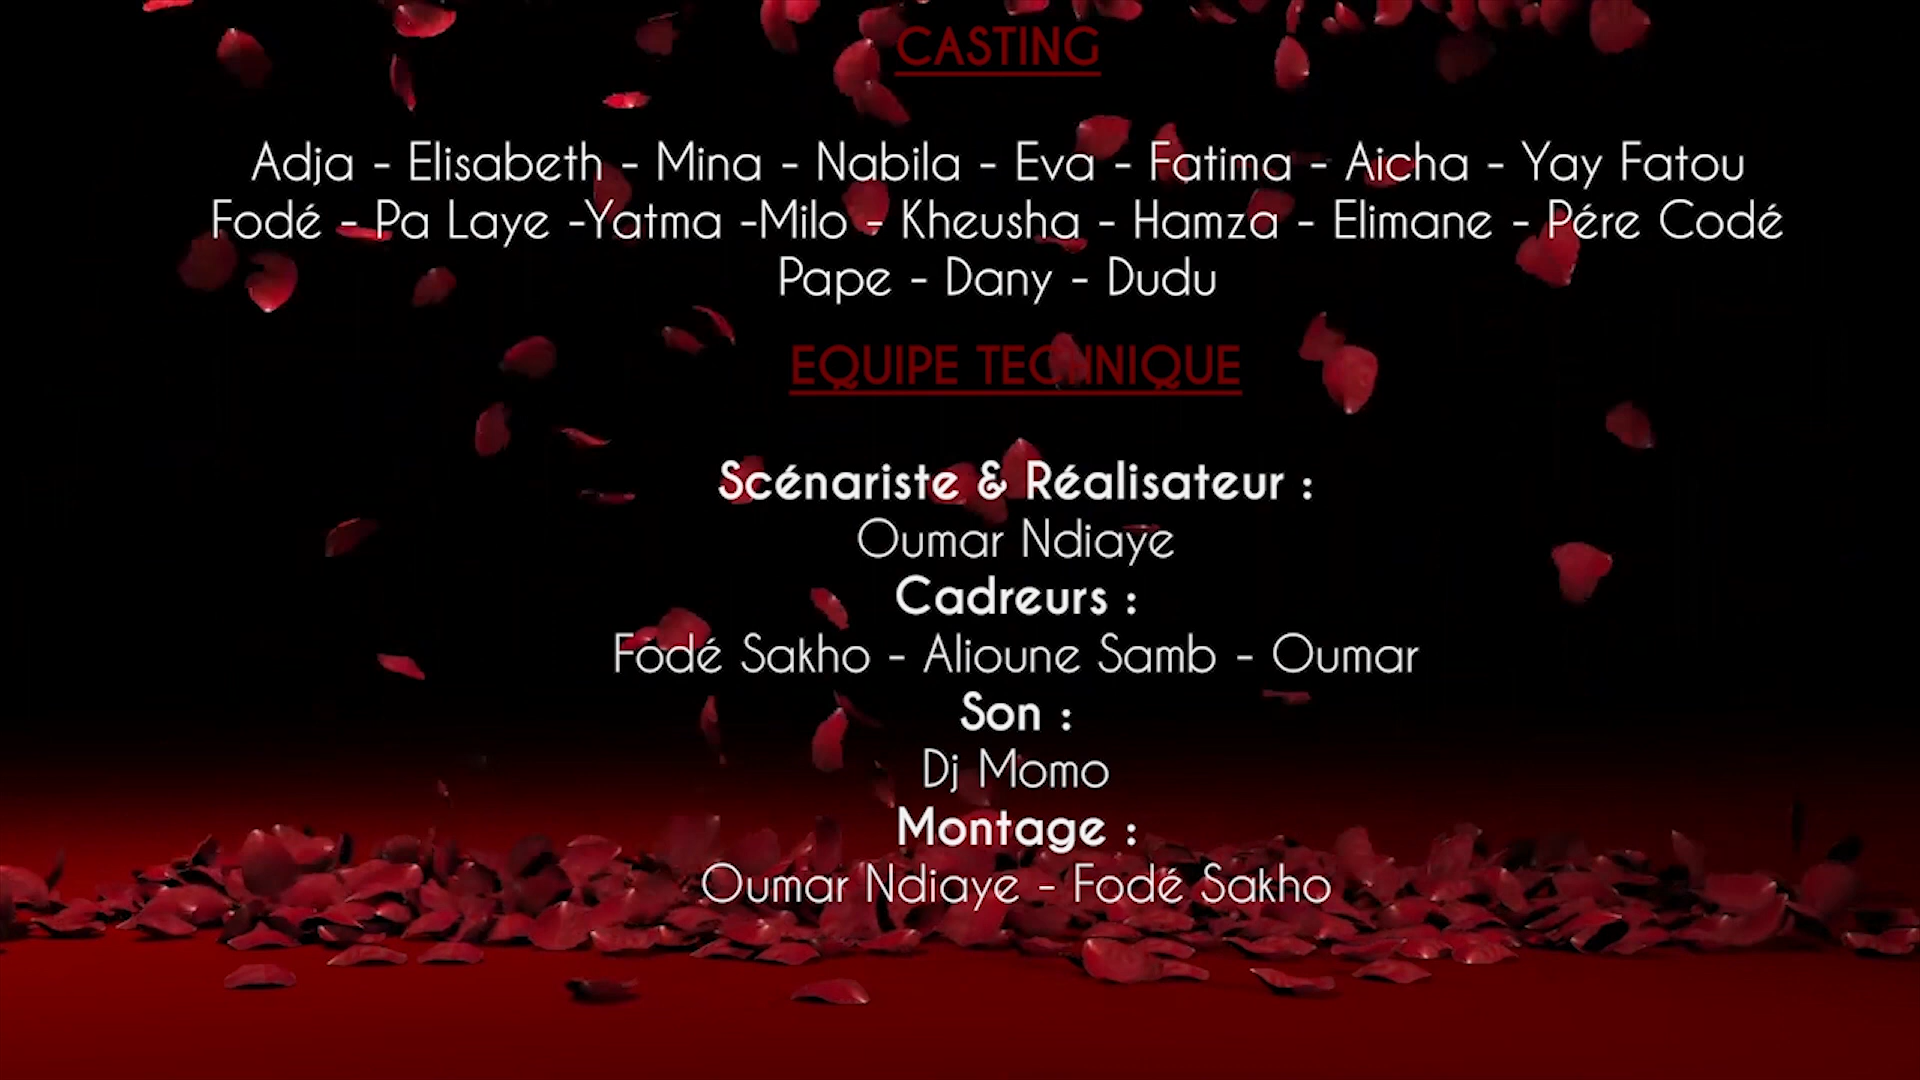 CASTING
Adja - Elisabeth - Mina - Nabila - Eva - Fatima - Aicha - Yay Fatou
Fodé - Pa Laye -Yatma -Milo - Kheusha - Hamza - Elimane - Pére Codé
Pape - Dany - Dudu
EQUIPE TECHNIQUE
Scénariste & Réalisateur :
Oumar Ndiaye
Cadreurs :
Fodé Sakho - Alioune Samb - Oumar
Son :
Dj Momo
Montage :
Oumar Ndiaye - Fodé Sakho